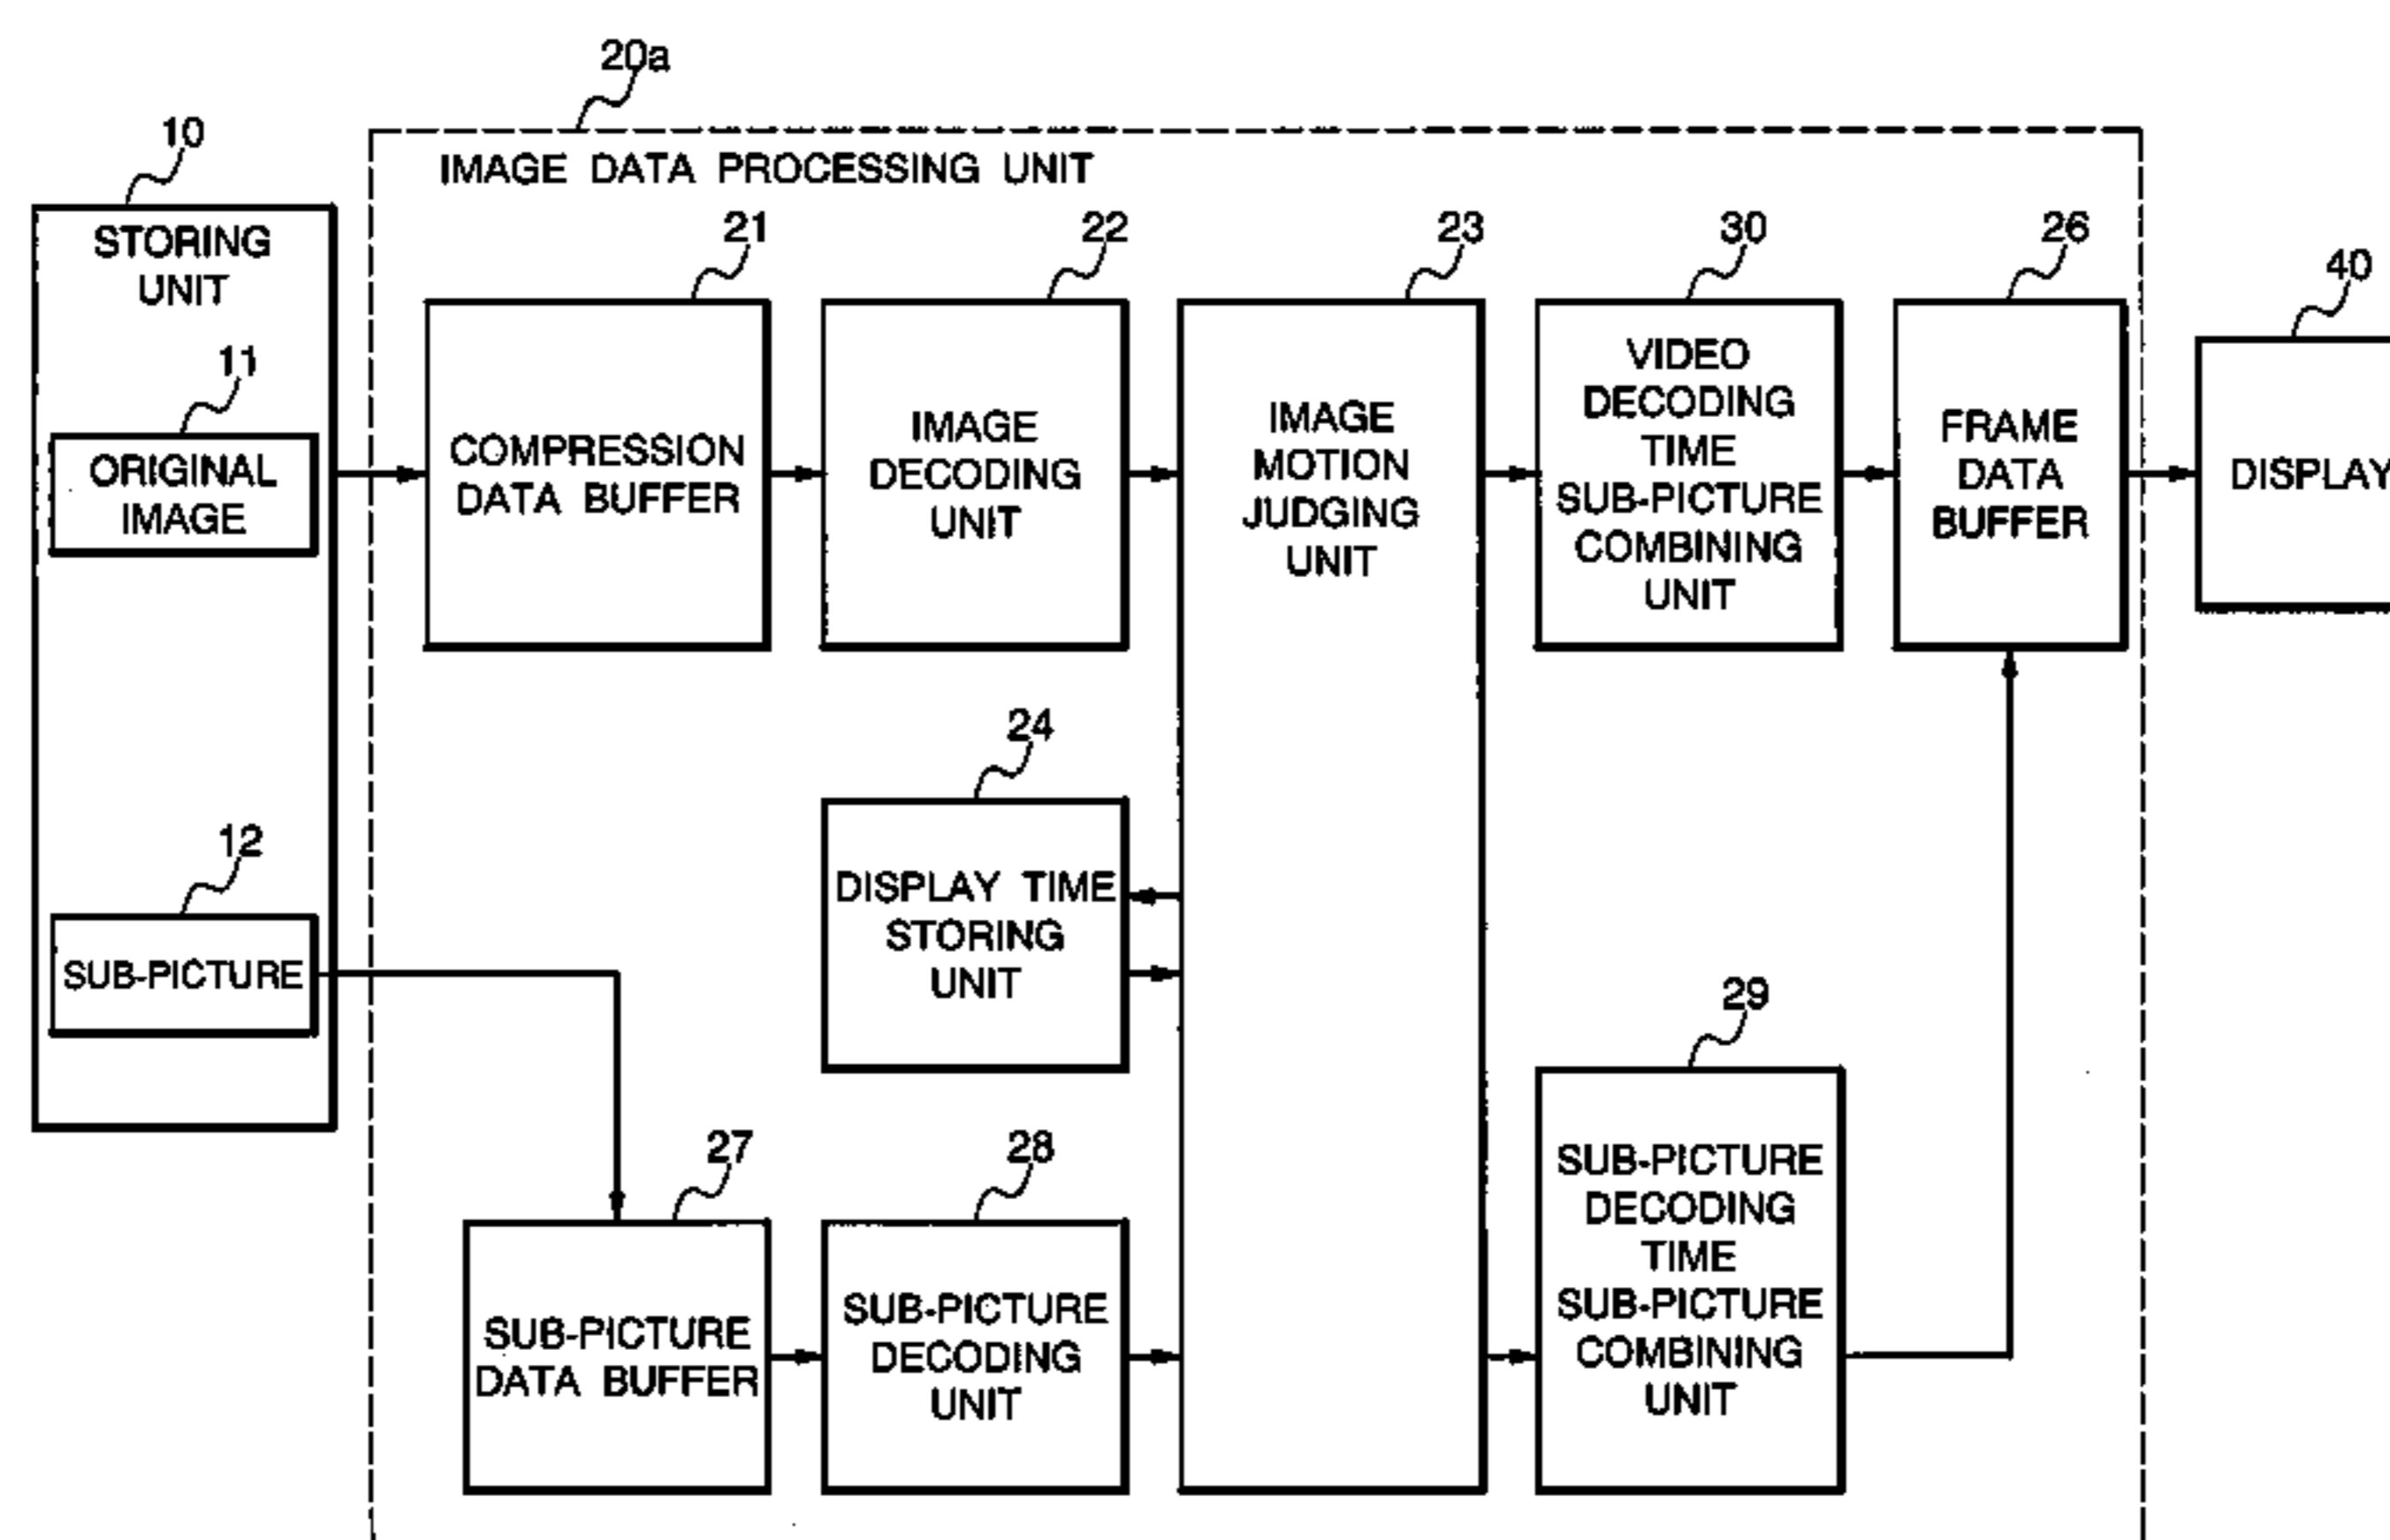 20a
10
IMAGE DATA PROCESSING UNIT
STORING
UNIT
21
22
23
30
26
40
11
ORIGINAL
IMAGE
COMPRESSION
DATA BUFFER
IMAGE
DECODING
UNIT
IMAGE
MOTION
JUDGING
UNIT
VIDEO
DECODING
TIME
SUB-PICTURE
COMBINING
UNIT
FRAME
DATA
BUFFER
DISPLAY
24
DISPLAY TIME
STORING
UNIT
12
SUB-PICTURE
29
27
28
SUB-PICTURE
DATA BUFFER
SUB-PICTURE
DECODING
UNIT
SUB-PICTURE
DECODING
TIME
SUB-PICTURE
COMBINING
UNIT